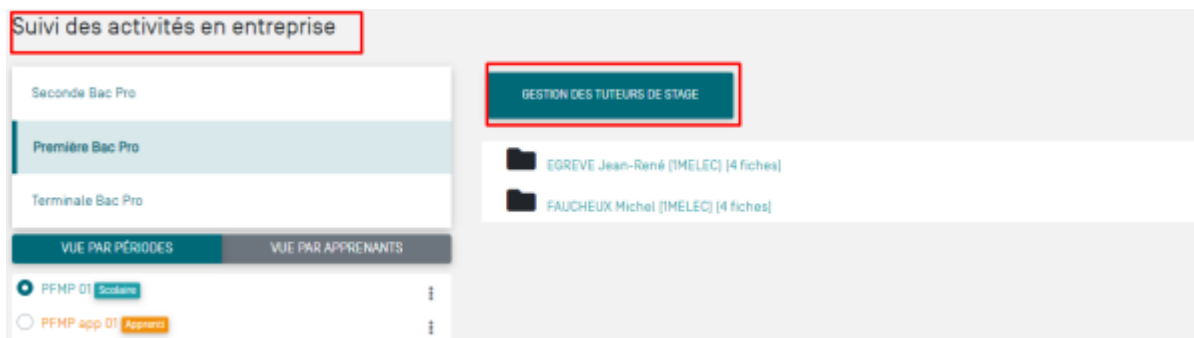 Suivi des activités en entreprise
Seconde Bac Pro
Première Bac Pro
Terminale Bac Pro
VUE PAR PÉRIODES VUE PAR APPRENANTS
PFMP 01 Scolaire
PFMP app 01 Apprenti
GESTION DES TUTEURS DE STAGE
EGREVE Jean-René (1MELEC) (4 fiches)
FAUCHEUX Michel (1MELEC) (4 fiches)